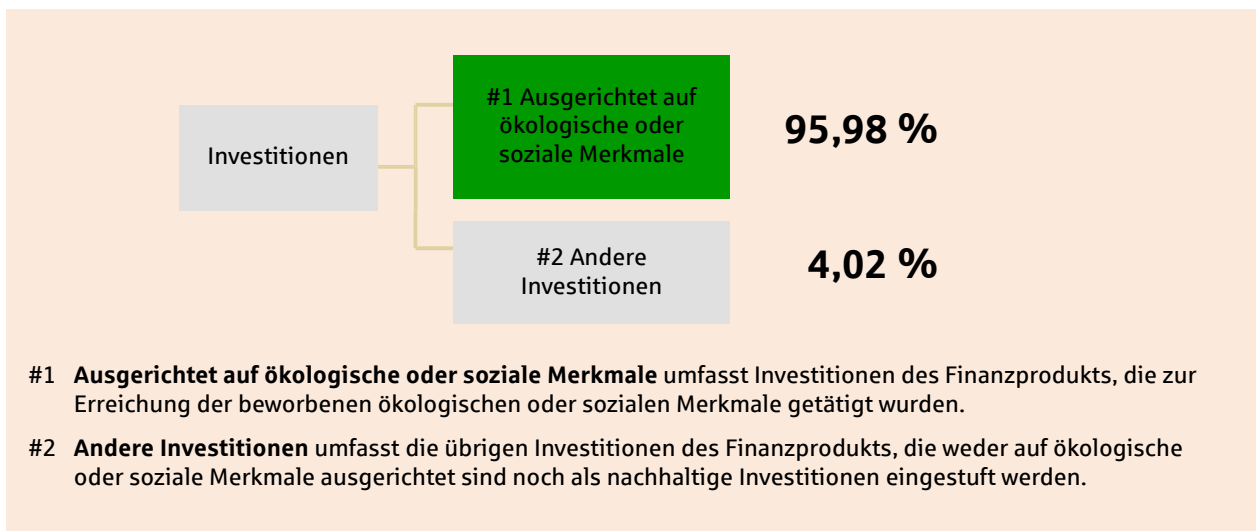 Investitionen
#1 Ausgerichtet auf
ökologische oder
soziale Merkmale
95,98 %
#2 Andere
Investitionen
4,02 %
#1 Ausgerichtet auf ökologische oder soziale Merkmale umfasst Investitionen des Finanzprodukts, die zur
Erreichung der beworbenen ökologischen oder sozialen Merkmale getätigt wurden.
#2 Andere Investitionen umfasst die übrigen Investitionen des Finanzprodukts, die weder auf ökologische
oder soziale Merkmale ausgerichtet sind noch als nachhaltige Investitionen eingestuft werden.